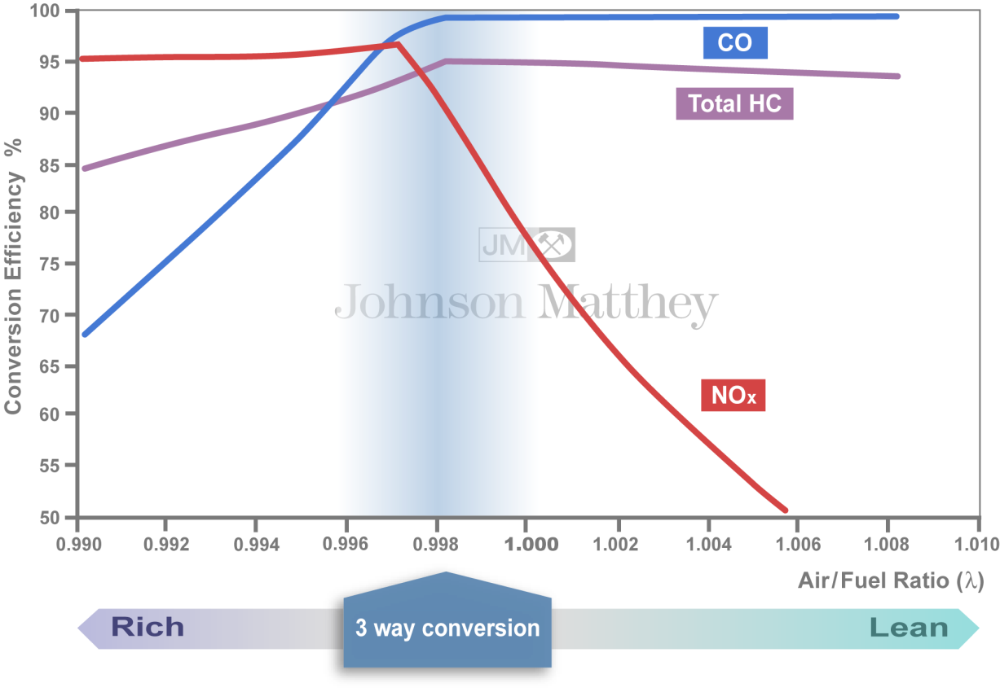 100
95
90
85
80
75
70
65
60
55
50
Conversion Efficiency %
CO
Total HC
JM
Johnson Matthey
NOx
0.990 0.992 0.994 0.996 0.998 1.000 1.002 1.004 1.006 1.008 1.010
Air/Fuel Ratio (λ)
Rich
3 way conversion
Lean